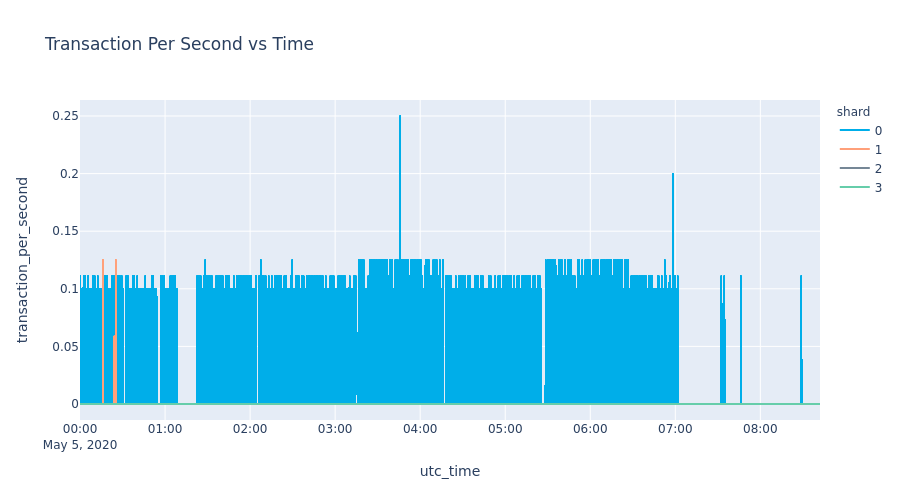 Transaction Per Second vs Time
transaction_per_second
0.25
0.2
0.15
0.1
0.05
0
00:00 01:00 02:00 03:00 04:00 05:00 06:00 07:00 08:00
May 5, 2020
utc_time
shard
0
1
2
3